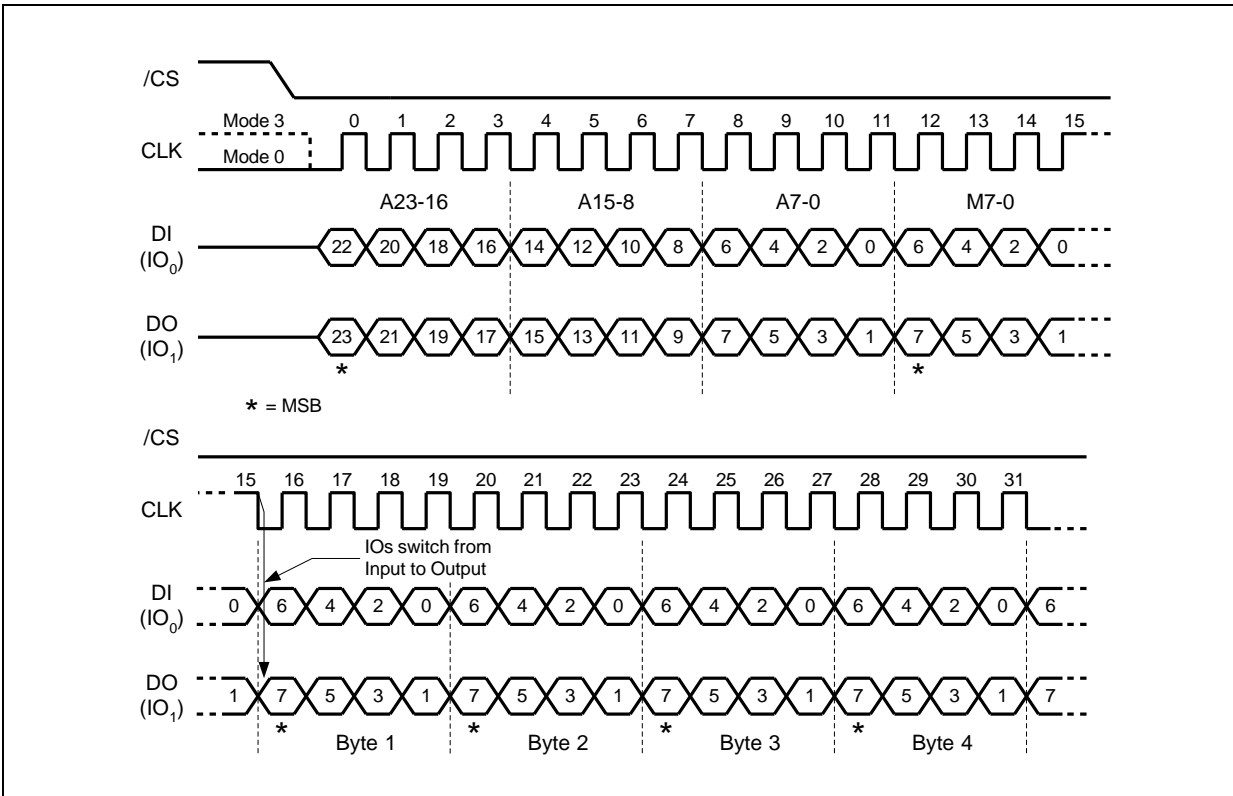 /CS
0 1 2 3 4 5 6 7 8 9 10 11 12 13 14 15
Mode 3
CLK
Mode 0
A23-16 A15-8 A7-0 M7-0
DI
(IO0)
22 20 18 16 14 12 10 8 6 4 2 0 6 4 2 0
DO
(IO1)
23 21 19 17 15 13 11 9 7 5 3 1 7 5 3 1
* *
* = MSB
/CS
15 16 17 18 19 20 21 22 23 24 25 26 27 28 29 30 31
CLK
IOs switch from
Input to Output
DI
(IO0)
0 6 4 2 0 6 4 2 0 6 4 2 0 6 4 2 0 6
DO
(IO1)
1 7 5 3 1 7 5 3 1 7 5 3 1 7 5 3 1 7
* * * *
Byte 1 Byte 2 Byte 3 Byte 4